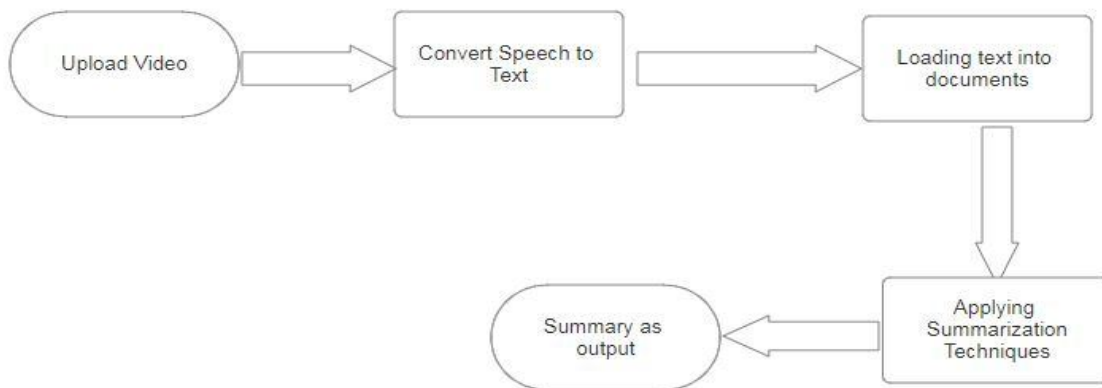 Upload Video
Convert Speech to
Text
Loading text into
documents
Applying
Summarization
Techniques
Summary as
output